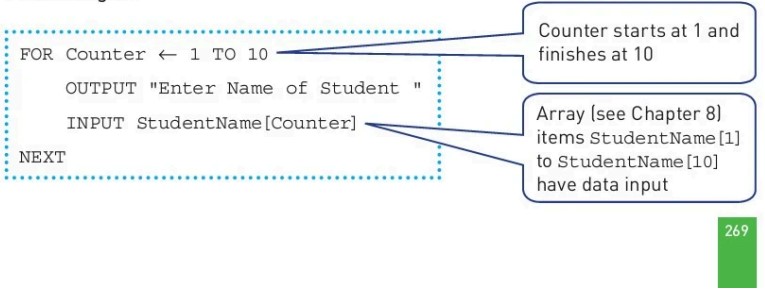 FOR Counter ← 1 TO 10
OUTPUT "Enter Name of Student "
INPUT StudentName[Counter]
NEXT
Counter starts at 1 and
finishes at 10
Array (see Chapter 8)
items StudentName[1]
to StudentName[10]
have data input
269